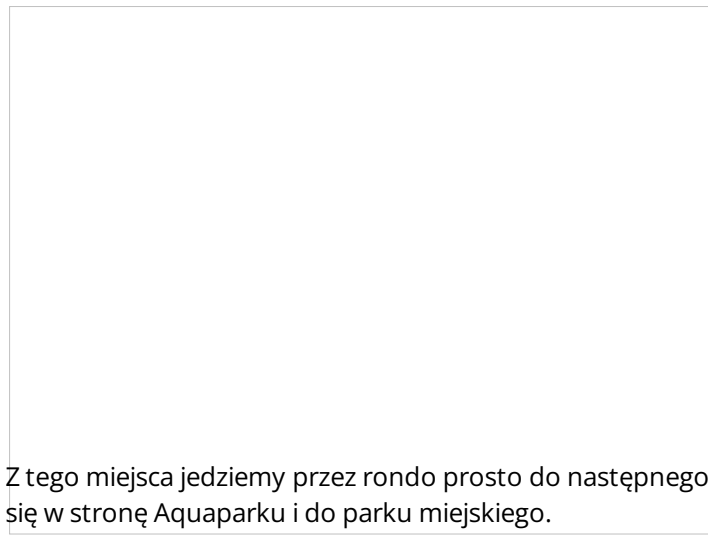 Z tego miejsca jedziemy przez rondo prosto do następnego
się w stronę Aquaparku i do parku miejskiego.